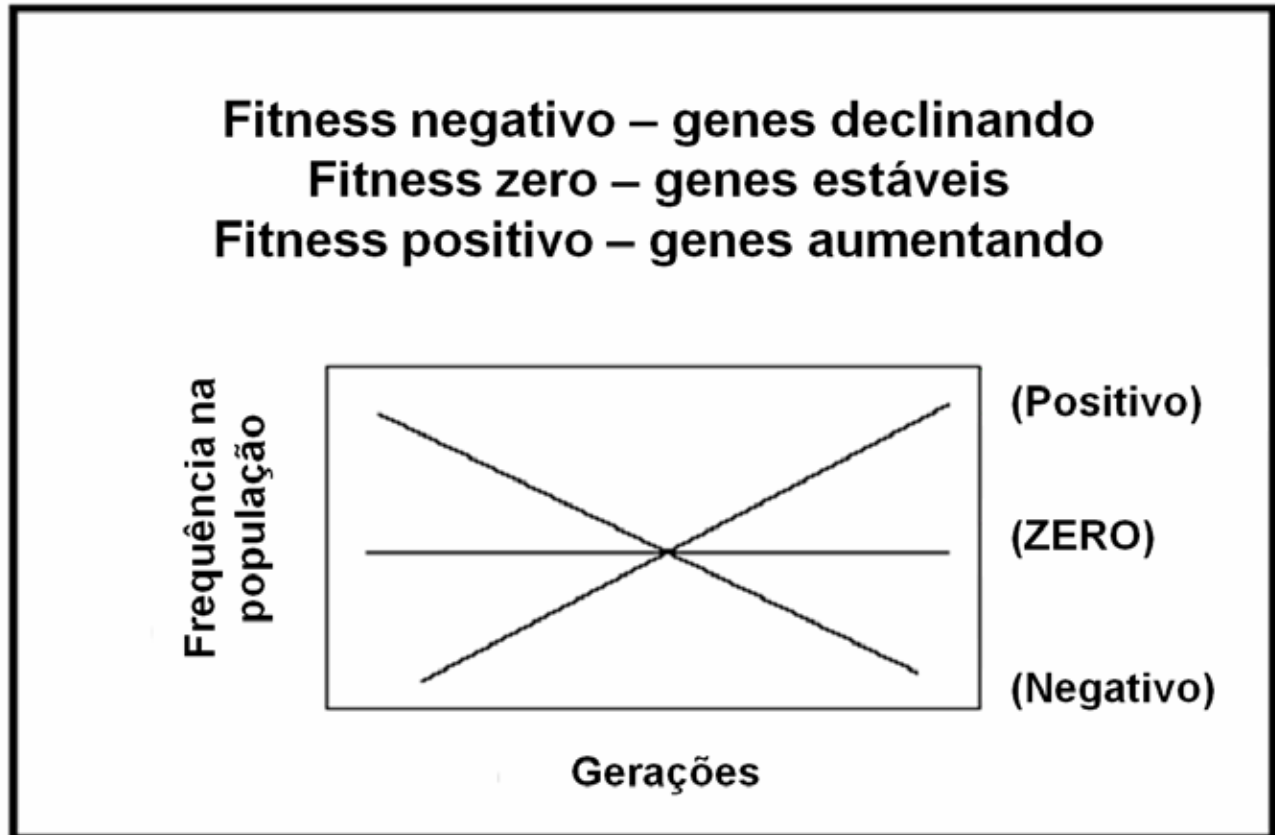 Fitness negativo – genes declinando
Fitness zero – genes estáveis
Fitness positivo – genes aumentando
Frequência na
população
(Positivo)
(ZERO)
(Negativo)
Gerações